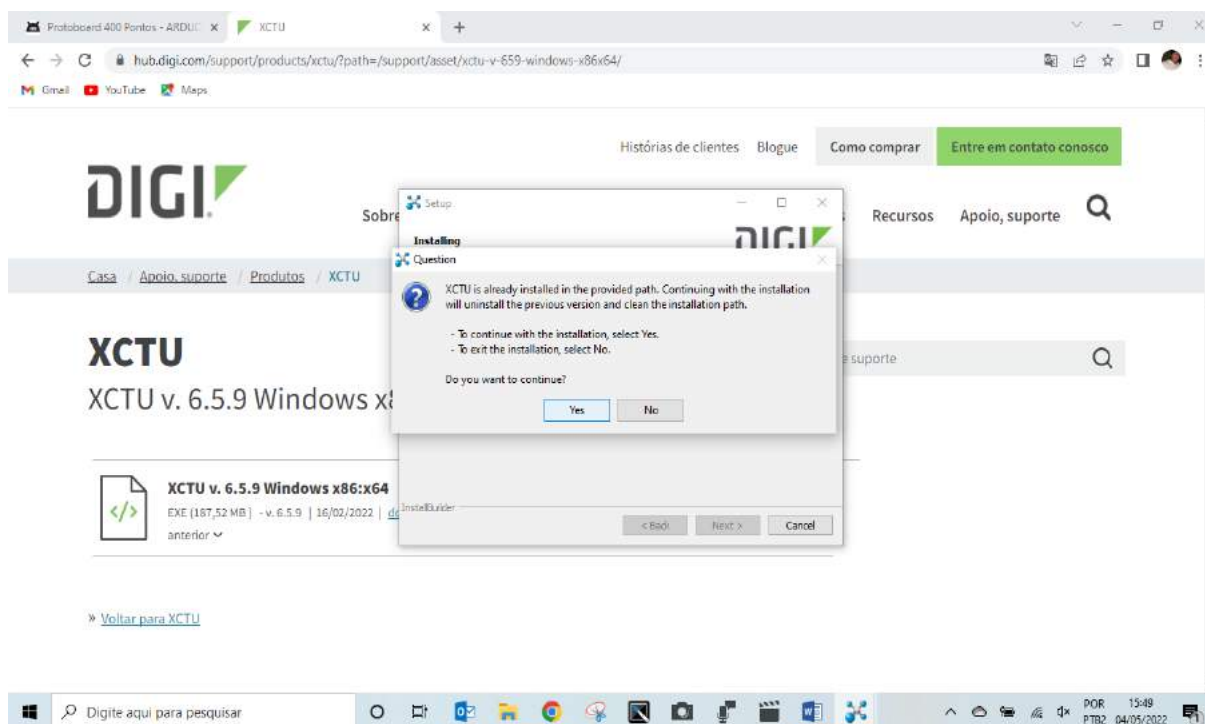 Protoboard 400 Pontos - ARDUI
XCTU
hub.digi.com/support/products/xctu/?path=/support/asset/xctu-v-659-windows-x86x64/
Gmail YouTube Maps
Histórias de clientes Blogue Como comprar Entre em contato conosco
DIGI
Sobre
Recursos Apoio, suporte
Casa / Apoio, suporte / Produtos / XCTU
Setup
Installing
DIGI
Question
XCTU is already installed in the provided path. Continuing with the installation
will uninstall the previous version and clean the installation path.
- To continue with the installation, select Yes.
- To exit the installation, select No.
Do you want to continue?
Yes No
XCTU
suporte
XCTU v. 6.5.9 Windows x8
XCTU v. 6.5.9 Windows x86:x64
EXE (187,52 MB) - v. 6.5.9 | 16/02/2022 |
anterior
InstallBuilder
< Back Next > Cancel
» Voltar para XCTU
Digite aqui para pesquisar
POR 15:49
PTB2 04/05/2022